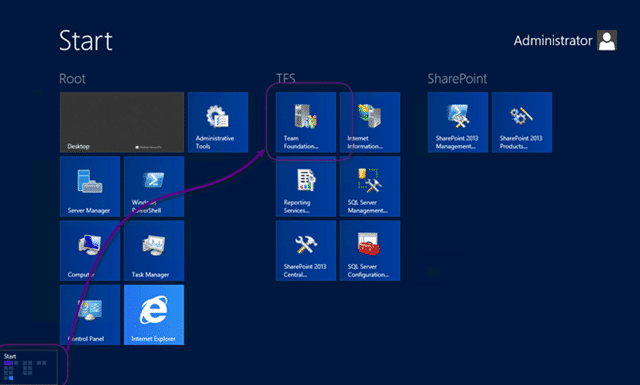 Start
Administrator
Root
TFS
SharePoint
Desktop
Administrative
Tools
Team
Foundation...
Internet
Information...
SharePoint 2013
Management...
SharePoint 2013
Products...
Server Manager
Windows
PowerShell
Reporting
Services...
SQL Server
Management...
Computer
Task Manager
SharePoint 2013
Central...
SQL Server
Configuration...
Control Panel
Internet Explorer
Start